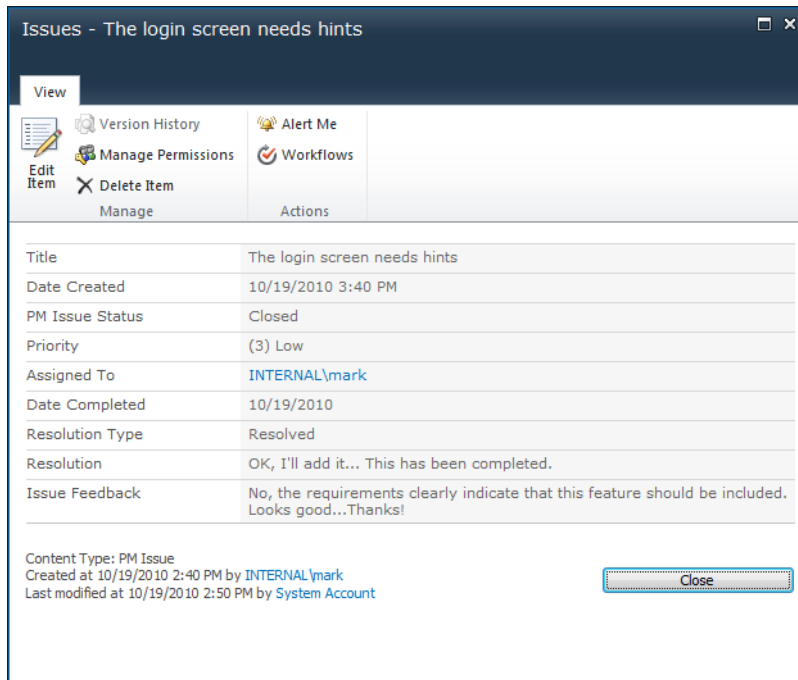 Issues - The login screen needs hints
View
Edit
Item
Version History
Manage Permissions
Delete Item
Manage
Alert Me
Workflows
Actions
Title The login screen needs hints
Date Created 10/19/2010 3:40 PM
PM Issue Status Closed
Priority (3) Low
Assigned To INTERNAL\mark
Date Completed 10/19/2010
Resolution Type Resolved
Resolution OK, I'll add it... This has been completed.
Issue Feedback No, the requirements clearly indicate that this feature should be included.
Looks good...Thanks!
Content Type: PM Issue
Created at 10/19/2010 2:40 PM by INTERNAL\mark
Last modified at 10/19/2010 2:50 PM by System Account
Close